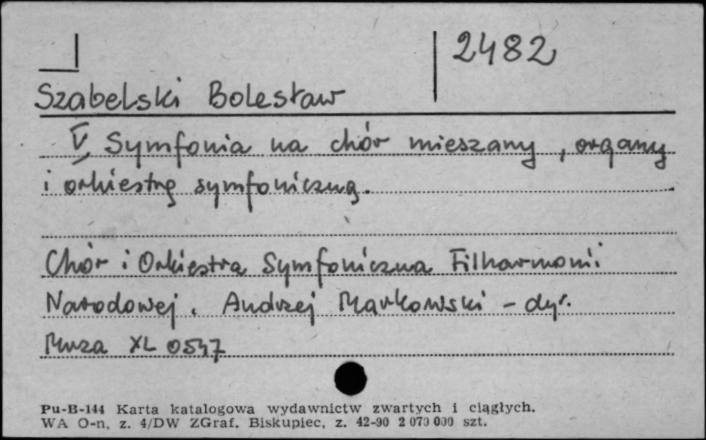 2482
Szabelski Bolesław
V Symfonia na chór mieszany, organy
i orkiestrę symfoniczną.
Chór i Orkiestra Symfoniczna Filharmonii
Narodowej. Andrzej Markowski - dyr.
Muza XL 0547
Pu-B-144 Karta katalogowa wydawnictw zwartych i ciągłych.
WA O-n, z. 4/DW ZGraf. Biskupiec, z. 42-90 2 070 000 szt.